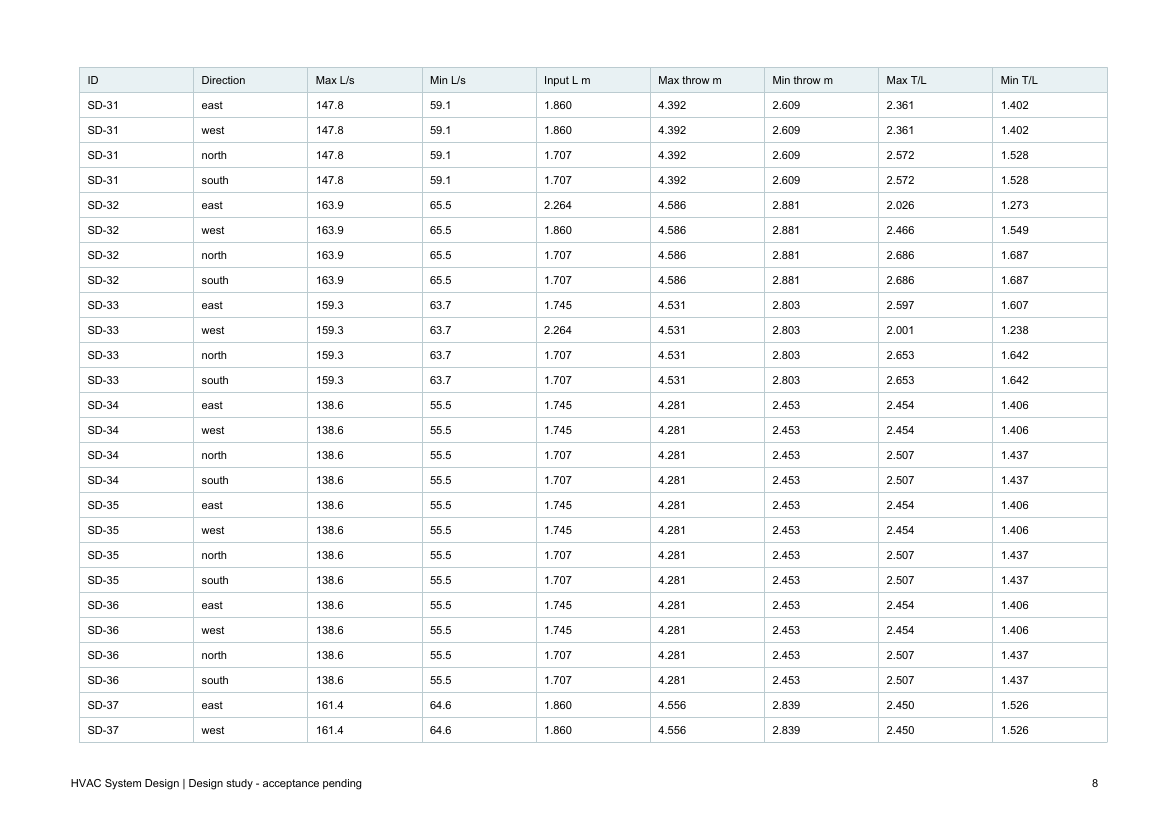 ID Direction Max L/s Min L/s Input L m Max throw m Min throw m Max T/L Min T/L
SD-31 east 147.8 59.1 1.860 4.392 2.609 2.361 1.402
SD-31 west 147.8 59.1 1.860 4.392 2.609 2.361 1.402
SD-31 north 147.8 59.1 1.707 4.392 2.609 2.572 1.528
SD-31 south 147.8 59.1 1.707 4.392 2.609 2.572 1.528
SD-32 east 163.9 65.5 2.264 4.586 2.881 2.026 1.273
SD-32 west 163.9 65.5 1.860 4.586 2.881 2.466 1.549
SD-32 north 163.9 65.5 1.707 4.586 2.881 2.686 1.687
SD-32 south 163.9 65.5 1.707 4.586 2.881 2.686 1.687
SD-33 east 159.3 63.7 1.745 4.531 2.803 2.597 1.607
SD-33 west 159.3 63.7 2.264 4.531 2.803 2.001 1.238
SD-33 north 159.3 63.7 1.707 4.531 2.803 2.653 1.642
SD-33 south 159.3 63.7 1.707 4.531 2.803 2.653 1.642
SD-34 east 138.6 55.5 1.745 4.281 2.453 2.454 1.406
SD-34 west 138.6 55.5 1.745 4.281 2.453 2.454 1.406
SD-34 north 138.6 55.5 1.707 4.281 2.453 2.507 1.437
SD-34 south 138.6 55.5 1.707 4.281 2.453 2.507 1.437
SD-35 east 138.6 55.5 1.745 4.281 2.453 2.454 1.406
SD-35 west 138.6 55.5 1.745 4.281 2.453 2.454 1.406
SD-35 north 138.6 55.5 1.707 4.281 2.453 2.507 1.437
SD-35 south 138.6 55.5 1.707 4.281 2.453 2.507 1.437
SD-36 east 138.6 55.5 1.745 4.281 2.453 2.454 1.406
SD-36 west 138.6 55.5 1.745 4.281 2.453 2.454 1.406
SD-36 north 138.6 55.5 1.707 4.281 2.453 2.507 1.437
SD-36 south 138.6 55.5 1.707 4.281 2.453 2.507 1.437
SD-37 east 161.4 64.6 1.860 4.556 2.839 2.450 1.526
SD-37 west 161.4 64.6 1.860 4.556 2.839 2.450 1.526
HVAC System Design | Design study - acceptance pending 8